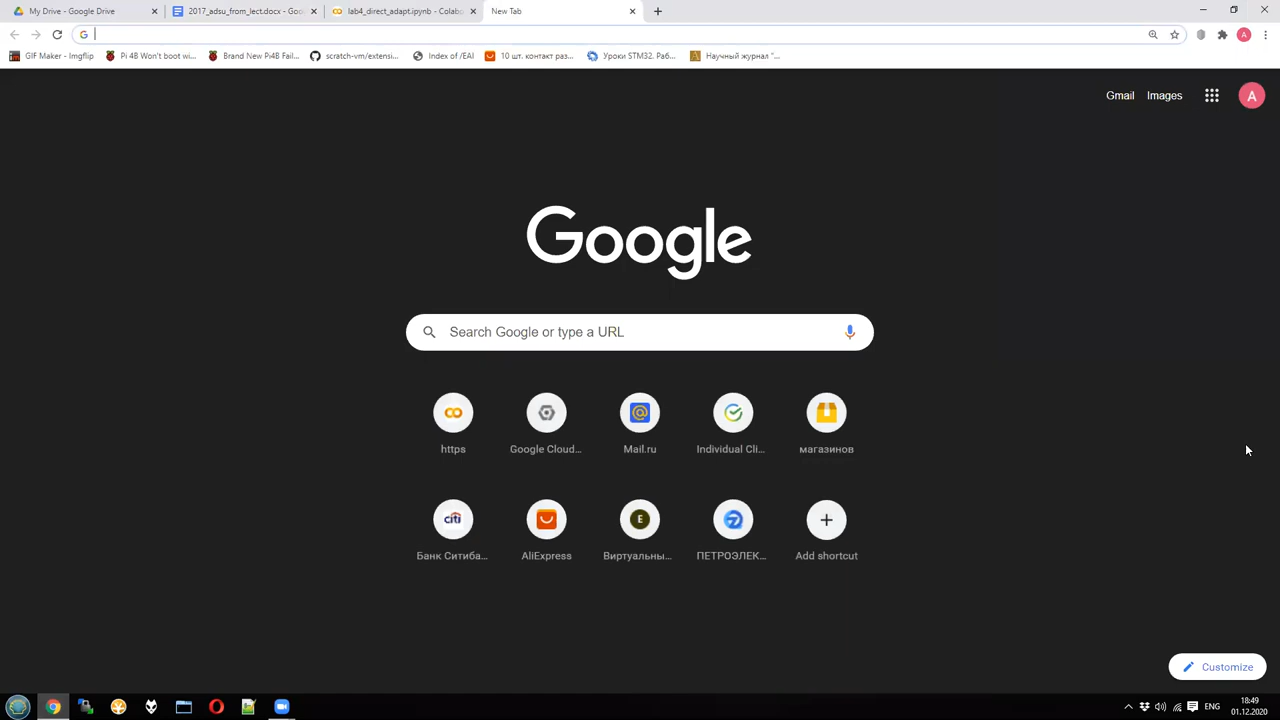 My Drive - Google Drive
2017_adsu_from_lect.docx - Goo
lab4_direct_adapt.ipynb - Colabo
New Tab
GIF Maker - Imgflip
Pi 4B Won't boot wi...
Brand New Pi4B Fail...
scratch-vm/extensi...
Index of /EAI
10 шт. контакт раз...
Уроки STM32. Раб...
Научный журнал "...
Gmail
Images
A
A
Google
Search Google or type a URL
https
Google Cloud...
Mail.ru
Individual Cli...
магазинов
citi
E
Банк Ситиба...
AliExpress
Виртуальны...
ПЕТРОЭЛЕК...
Add shortcut
Customize
ENG
18:49
01.12.2020